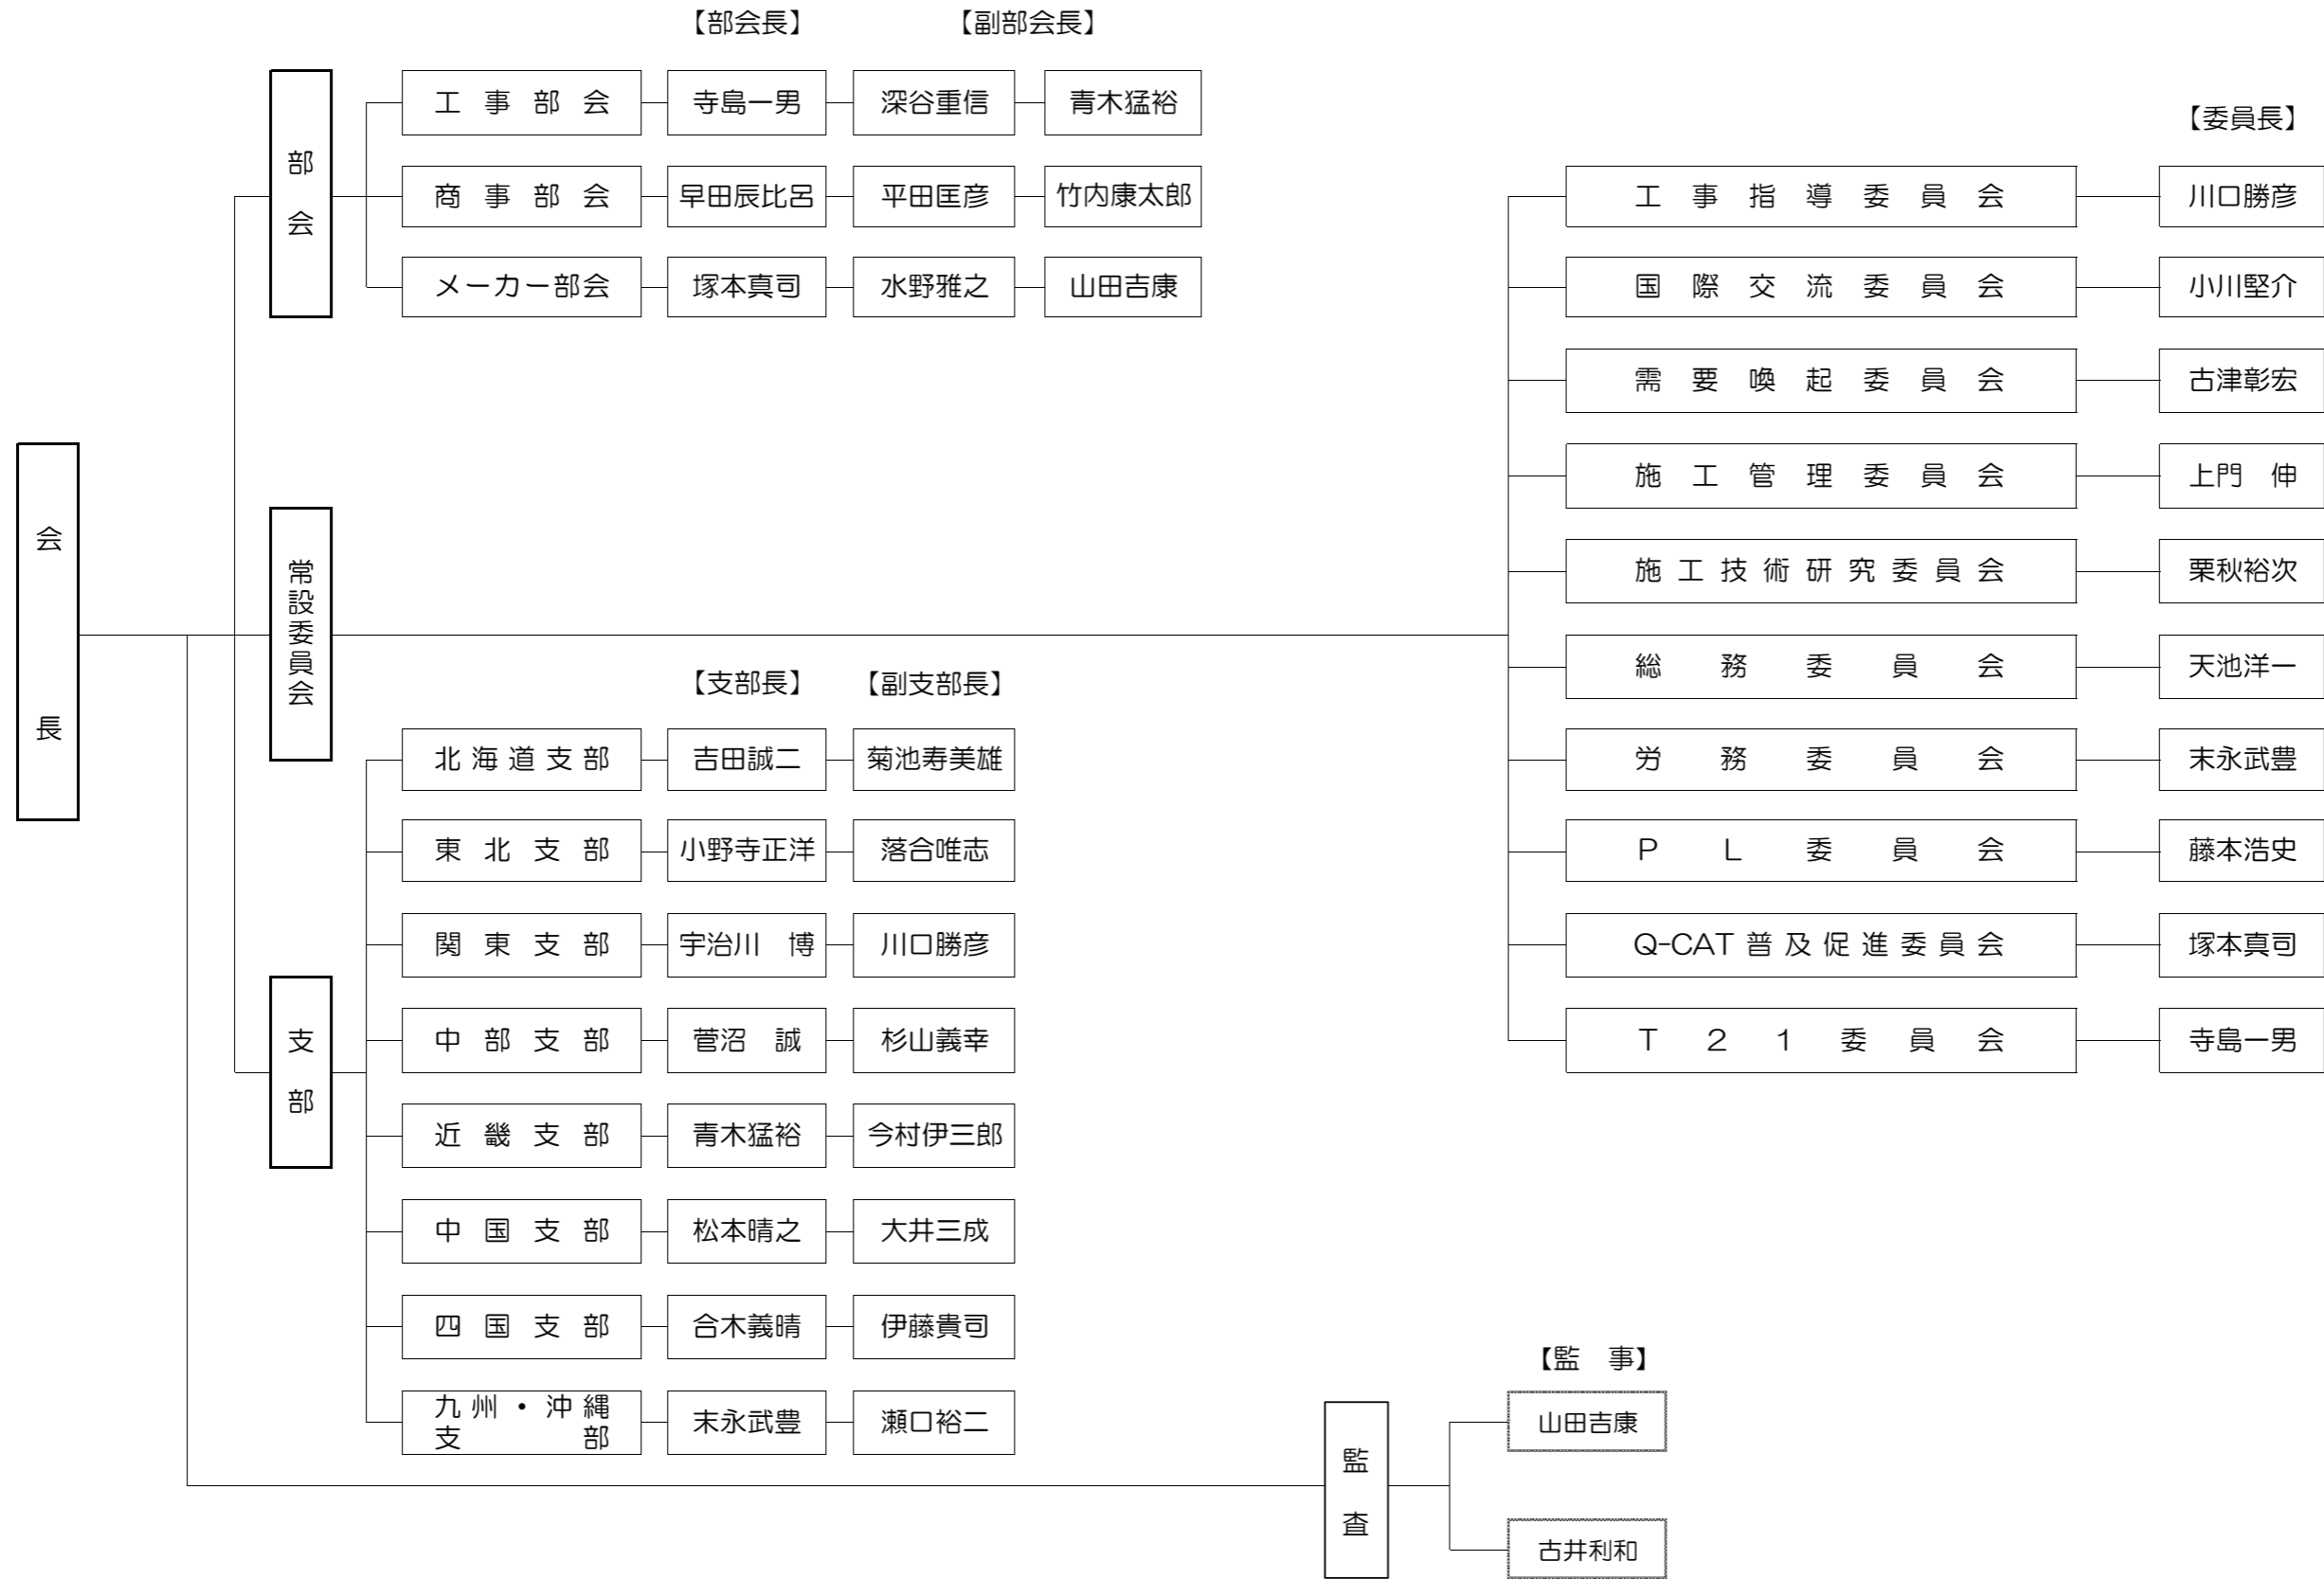 【部会長】 【副部会長】
工事部会 寺島一男 深谷重信 青木猛裕
商事部会 早田辰比呂 平田匡彦 竹内康太郎
メーカー部会 塚本真司 水野雅之 山田吉康
部会
会長
常設委員会
【支部長】 【副支部長】
北海道支部 吉田誠二 菊池寿美雄
東北支部 小野寺正洋 落合唯志
関東支部 宇治川　博 川口勝彦
中部支部 菅沼　誠 杉山義幸
近畿支部 青木猛裕 今村伊三郎
中国支部 松本晴之 大井三成
四国支部 合木義晴 伊藤貴司
九州・沖縄
支部 末永武豊 瀬口裕二
支部
【委員長】
工事指導委員会 川口勝彦
国際交流委員会 小川堅介
需要喚起委員会 古津彰宏
施工管理委員会 上門　伸
施工技術研究委員会 栗秋裕次
総務委員会 天池洋一
労務委員会 末永武豊
PL委員会 藤本浩史
Q-CAT普及促進委員会 塚本真司
T21委員会 寺島一男
【監　事】
監査
山田吉康
古井利和